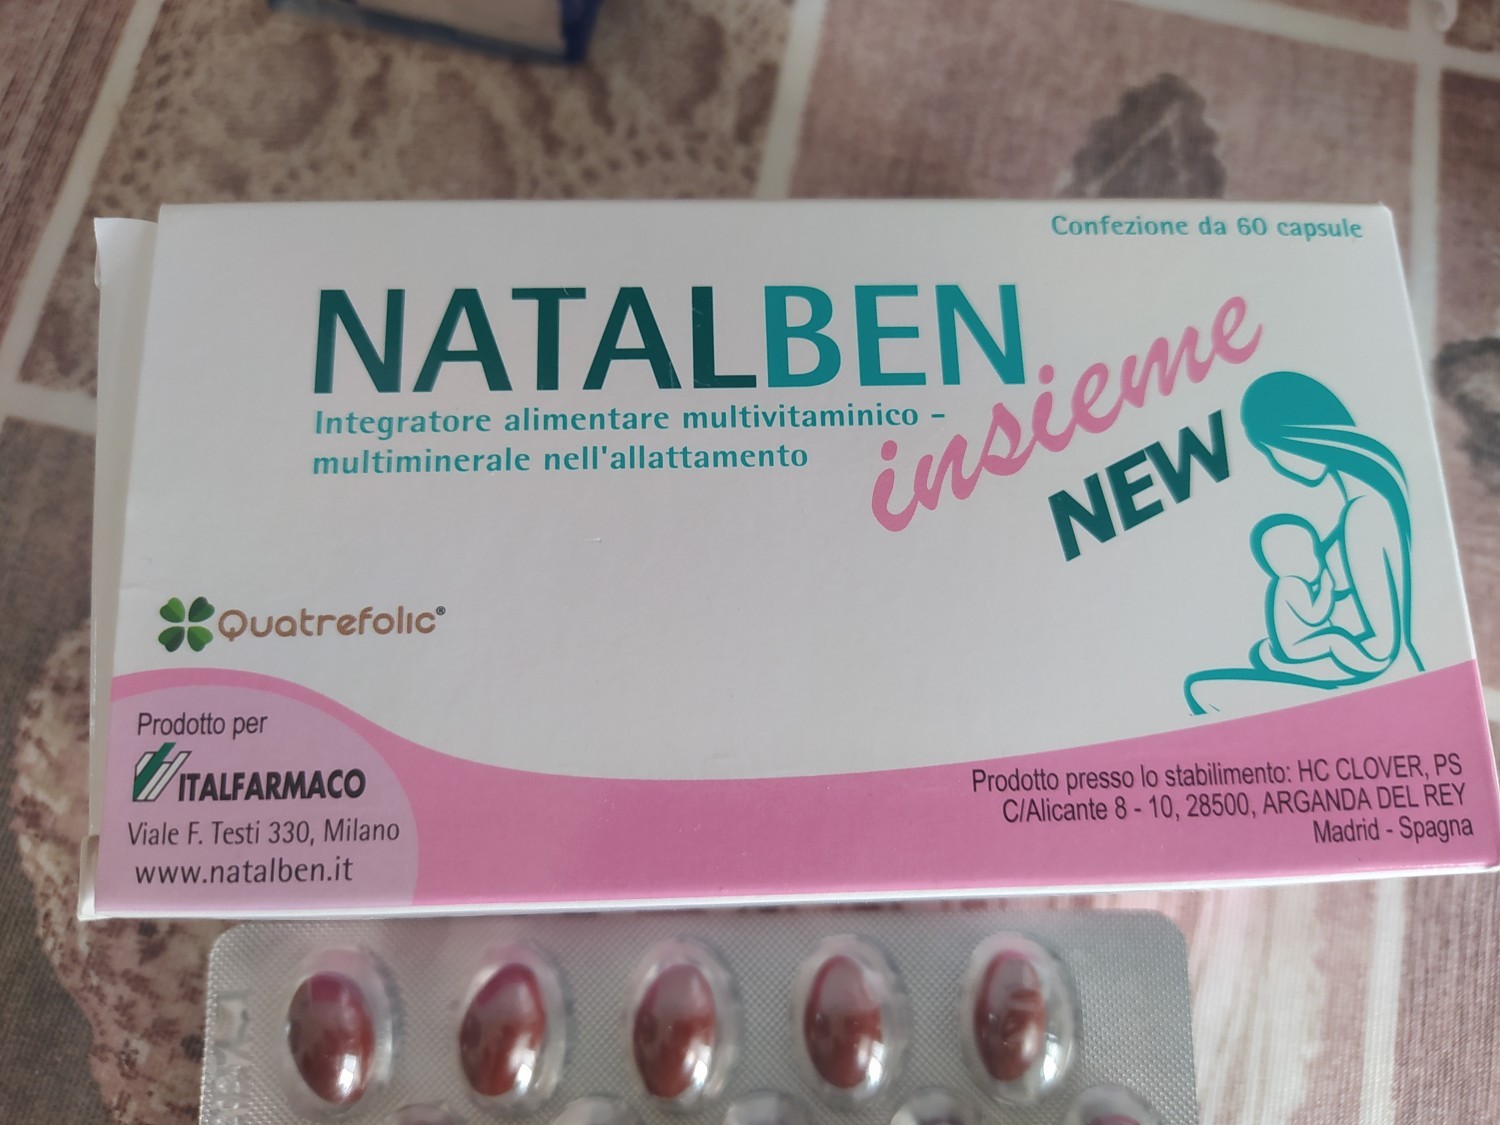 Confezione da 60 capsule
NATALBEN
insieme
NEW
Integratore alimentare multivitaminico -
multiminerale nell'allattamento
Quatrefolic®
Prodotto per
ITALFARMACO
Viale F. Testi 330, Milano
www.natalben.it
Prodotto presso lo stabilimento: HC CLOVER, PS
C/Alicante 8 - 10, 28500, ARGANDA DEL REY
Madrid - Spagna